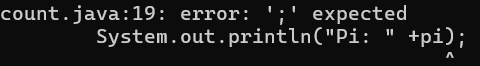 count.java:19: error: ';' expected
        System.out.println("Pi: " +pi);
                                     ^